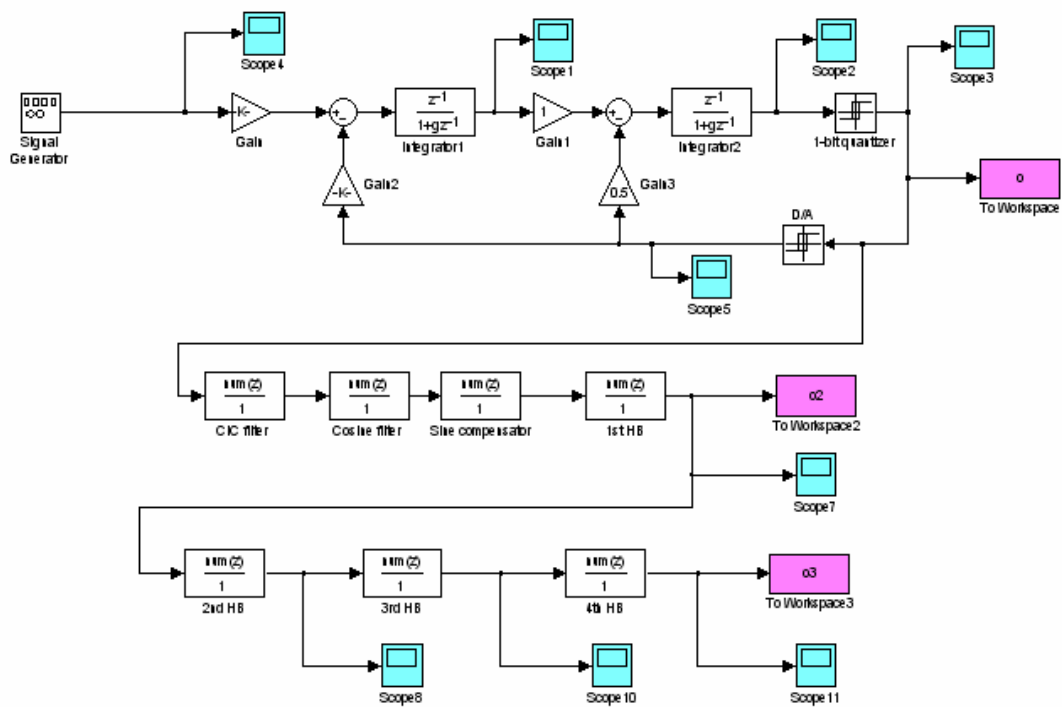 Scope4
Signal
Generator
-K-
Gain
+
-
z-1
1+gz-1
Integrator1
Scope1
1
Gain1
+
-
z-1
1+gz-1
Integrator2
Scope2
1-bit quantizer
Scope3
-K-
Gain2
0.5
Gain3
D/A
o
To Workspace
Scope5
num(z)
1
CIC filter
num(z)
1
Cosine filter
num(z)
1
Sine compensator
num(z)
1
1st HB
o2
To Workspace2
Scope7
num(z)
1
2nd HB
num(z)
1
3rd HB
num(z)
1
4th HB
o3
To Workspace3
Scope8
Scope10
Scope11